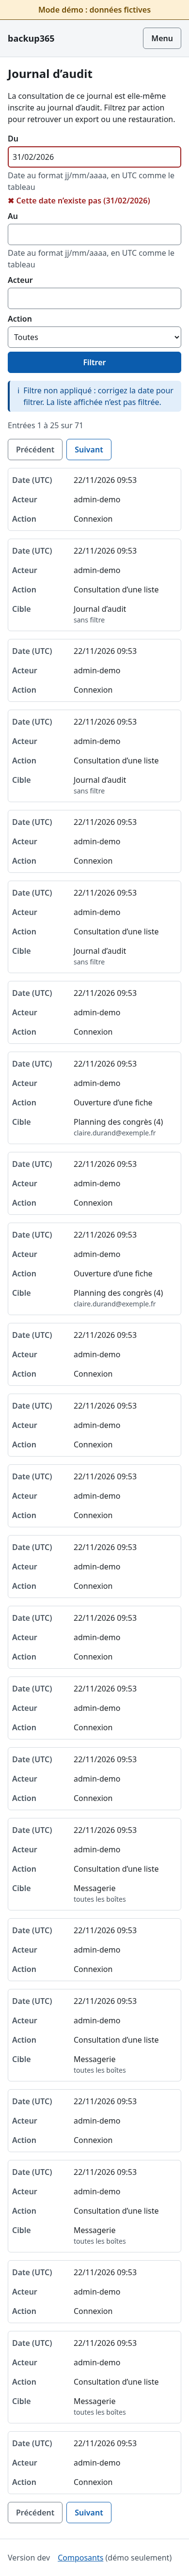 Mode démo : données fictives
backup365
Menu
Journal d’audit
La consultation de ce journal est elle-même
inscrite au journal d’audit. Filtrez par action
pour retrouver un export ou une restauration.
Du
31/02/2026
Date au format jj/mm/aaaa, en UTC comme le
tableau
✖ Cette date n’existe pas (31/02/2026)
Au
Date au format jj/mm/aaaa, en UTC comme le
tableau
Acteur
Action
Toutes
Filtrer
i Filtre non appliqué : corrigez la date pour
filtrer. La liste affichée n’est pas filtrée.
Entrées 1 à 25 sur 71
Précédent Suivant
Date (UTC) 22/11/2026 09:53
Acteur admin-demo
Action Connexion
Date (UTC) 22/11/2026 09:53
Acteur admin-demo
Action Consultation d’une liste
Cible Journal d’audit
sans filtre
Date (UTC) 22/11/2026 09:53
Acteur admin-demo
Action Connexion
Date (UTC) 22/11/2026 09:53
Acteur admin-demo
Action Consultation d’une liste
Cible Journal d’audit
sans filtre
Date (UTC) 22/11/2026 09:53
Acteur admin-demo
Action Connexion
Date (UTC) 22/11/2026 09:53
Acteur admin-demo
Action Consultation d’une liste
Cible Journal d’audit
sans filtre
Date (UTC) 22/11/2026 09:53
Acteur admin-demo
Action Connexion
Date (UTC) 22/11/2026 09:53
Acteur admin-demo
Action Ouverture d’une fiche
Cible Planning des congrès (4)
claire.durand@exemple.fr
Date (UTC) 22/11/2026 09:53
Acteur admin-demo
Action Connexion
Date (UTC) 22/11/2026 09:53
Acteur admin-demo
Action Ouverture d’une fiche
Cible Planning des congrès (4)
claire.durand@exemple.fr
Date (UTC) 22/11/2026 09:53
Acteur admin-demo
Action Connexion
Date (UTC) 22/11/2026 09:53
Acteur admin-demo
Action Connexion
Date (UTC) 22/11/2026 09:53
Acteur admin-demo
Action Connexion
Date (UTC) 22/11/2026 09:53
Acteur admin-demo
Action Connexion
Date (UTC) 22/11/2026 09:53
Acteur admin-demo
Action Connexion
Date (UTC) 22/11/2026 09:53
Acteur admin-demo
Action Connexion
Date (UTC) 22/11/2026 09:53
Acteur admin-demo
Action Connexion
Date (UTC) 22/11/2026 09:53
Acteur admin-demo
Action Consultation d’une liste
Cible Messagerie
toutes les boîtes
Date (UTC) 22/11/2026 09:53
Acteur admin-demo
Action Connexion
Date (UTC) 22/11/2026 09:53
Acteur admin-demo
Action Consultation d’une liste
Cible Messagerie
toutes les boîtes
Date (UTC) 22/11/2026 09:53
Acteur admin-demo
Action Connexion
Date (UTC) 22/11/2026 09:53
Acteur admin-demo
Action Consultation d’une liste
Cible Messagerie
toutes les boîtes
Date (UTC) 22/11/2026 09:53
Acteur admin-demo
Action Connexion
Date (UTC) 22/11/2026 09:53
Acteur admin-demo
Action Consultation d’une liste
Cible Messagerie
toutes les boîtes
Date (UTC) 22/11/2026 09:53
Acteur admin-demo
Action Connexion
Précédent Suivant
Version dev Composants (démo seulement)